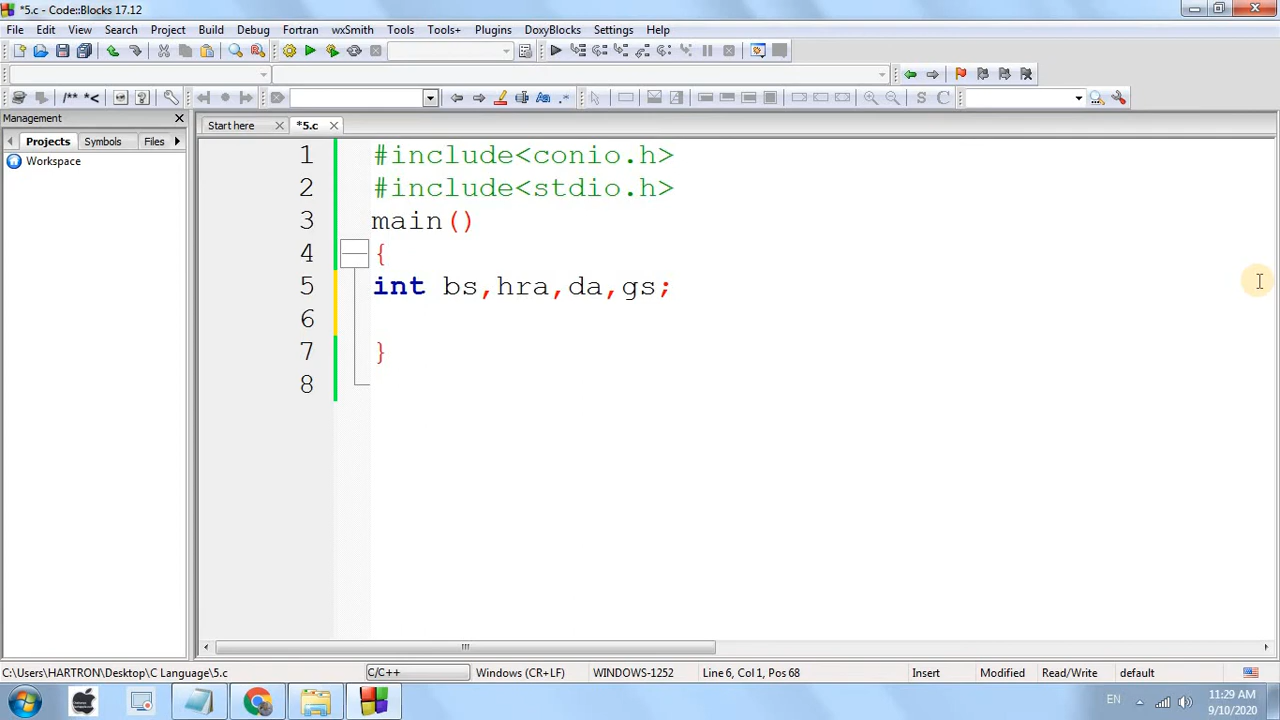 *5.c - Code::Blocks 17.12
File Edit View Search Project Build Debug Fortran wxSmith Tools Tools+ Plugins DoxyBlocks Settings Help
/** *<
S C
Management
Projects Symbols Files
Workspace
Start here *5.c
1 #include<conio.h>
2 #include<stdio.h>
3 main()
4 {
5 int bs,hra,da,gs;
6
7 }
8
C:\Users\HARTRON\Desktop\C Language\5.c C/C++ Windows (CR+LF) WINDOWS-1252 Line 6, Col 1, Pos 68 Insert Modified Read/Write default
EN 11:29 AM
9/10/2020